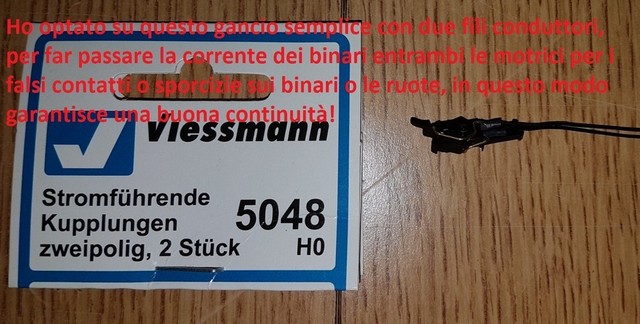 Ho optato su questo gancio semplice con due fili conduttori,
per far passare la corrente dei binari entrambi le motrici per i
falsi contatti o sporcizie sui binari o le ruote, in questo modo
garantisce una buona continuità!
Viessmann
Stromführende
Kupplungen
zweipolig, 2 Stück
5048
H0